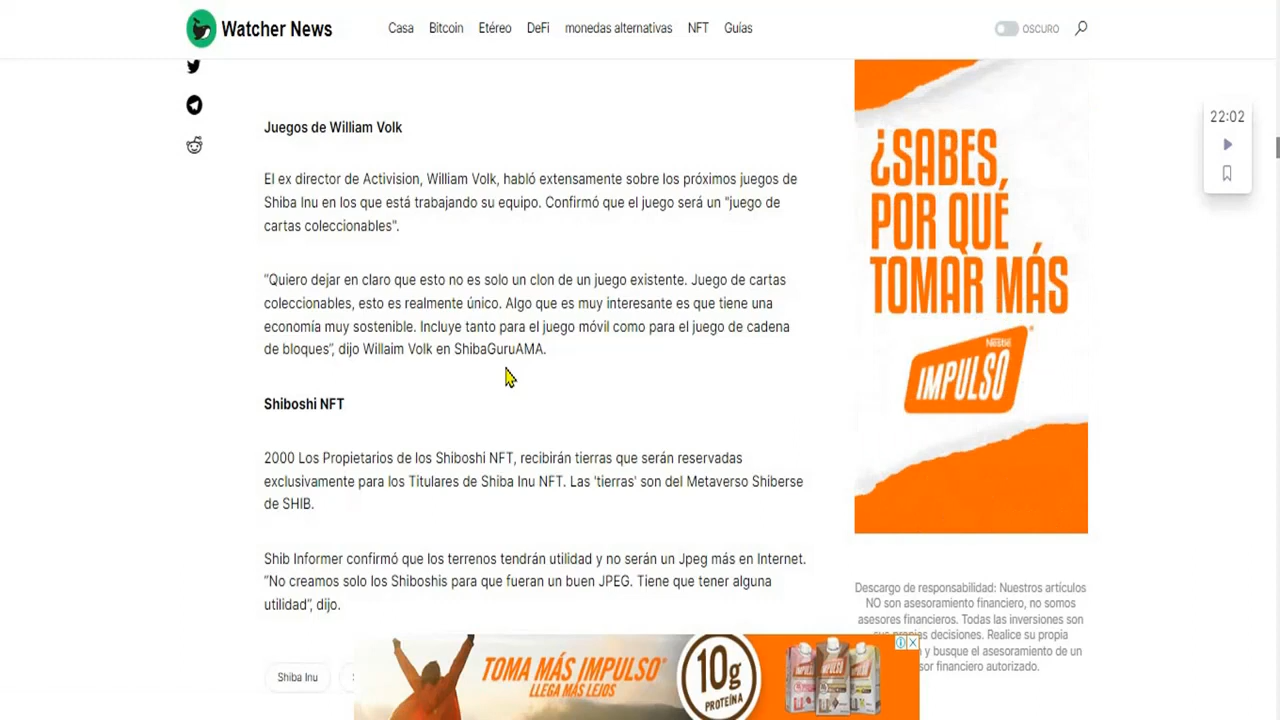 Watcher News
Casa Bitcoin Etéreo DeFi monedas alternativas NFT Guías
OSCURO
22:02
Juegos de William Volk
El ex director de Activision, William Volk, habló extensamente sobre los próximos juegos de
Shiba Inu en los que está trabajando su equipo. Confirmó que el juego será un "juego de
cartas coleccionables".
"Quiero dejar en claro que esto no es solo un clon de un juego existente. Juego de cartas
coleccionables, esto es realmente único. Algo que es muy interesante es que tiene una
economía muy sostenible. Incluye tanto para el juego móvil como para el juego de cadena
de bloques", dijo Willaim Volk en ShibaGuruAMA.
Shiboshi NFT
2000 Los Propietarios de los Shiboshi NFT, recibirán tierras que serán reservadas
exclusivamente para los Titulares de Shiba Inu NFT. Las 'tierras' son del Metaverso Shiberse
de SHIB.
Shib Informer confirmó que los terrenos tendrán utilidad y no serán un Jpeg más en Internet.
"No creamos solo los Shiboshis para que fueran un buen JPEG. Tiene que tener alguna
utilidad", dijo.
Shiba Inu
¿SABES,
POR QUÉ
TOMAR MÁS
Nestlé
IMPULSO
Descargo de responsabilidad: Nuestros artículos
NO son asesoramiento financiero, no somos
asesores financieros. Todas las inversiones son
sus propias decisiones. Realice su propia
y busque el asesoramiento de un
sor financiero autorizado.
TOMA MÁS IMPULSO
LLEGA MÁS LEJOS
10g
PROTEÍNA